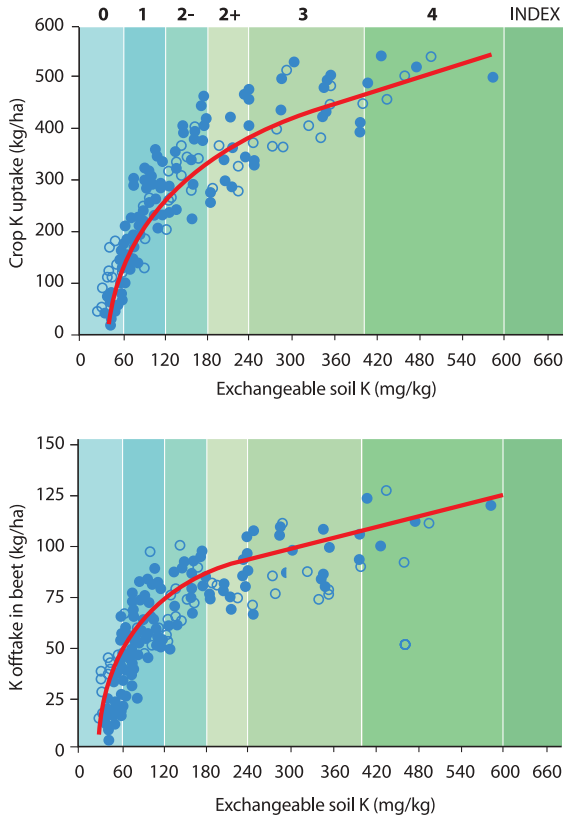 0 1 2- 2+ 3 4 INDEX
600
500
400
300
200
100
0
Crop K uptake (kg/ha)
0 60 120 180 240 300 360 420 480 540 600 660
Exchangeable soil K (mg/kg)
150
125
100
75
50
25
0
K offtake in beet (kg/ha)
0 60 120 180 240 300 360 420 480 540 600 660
Exchangeable soil K (mg/kg)